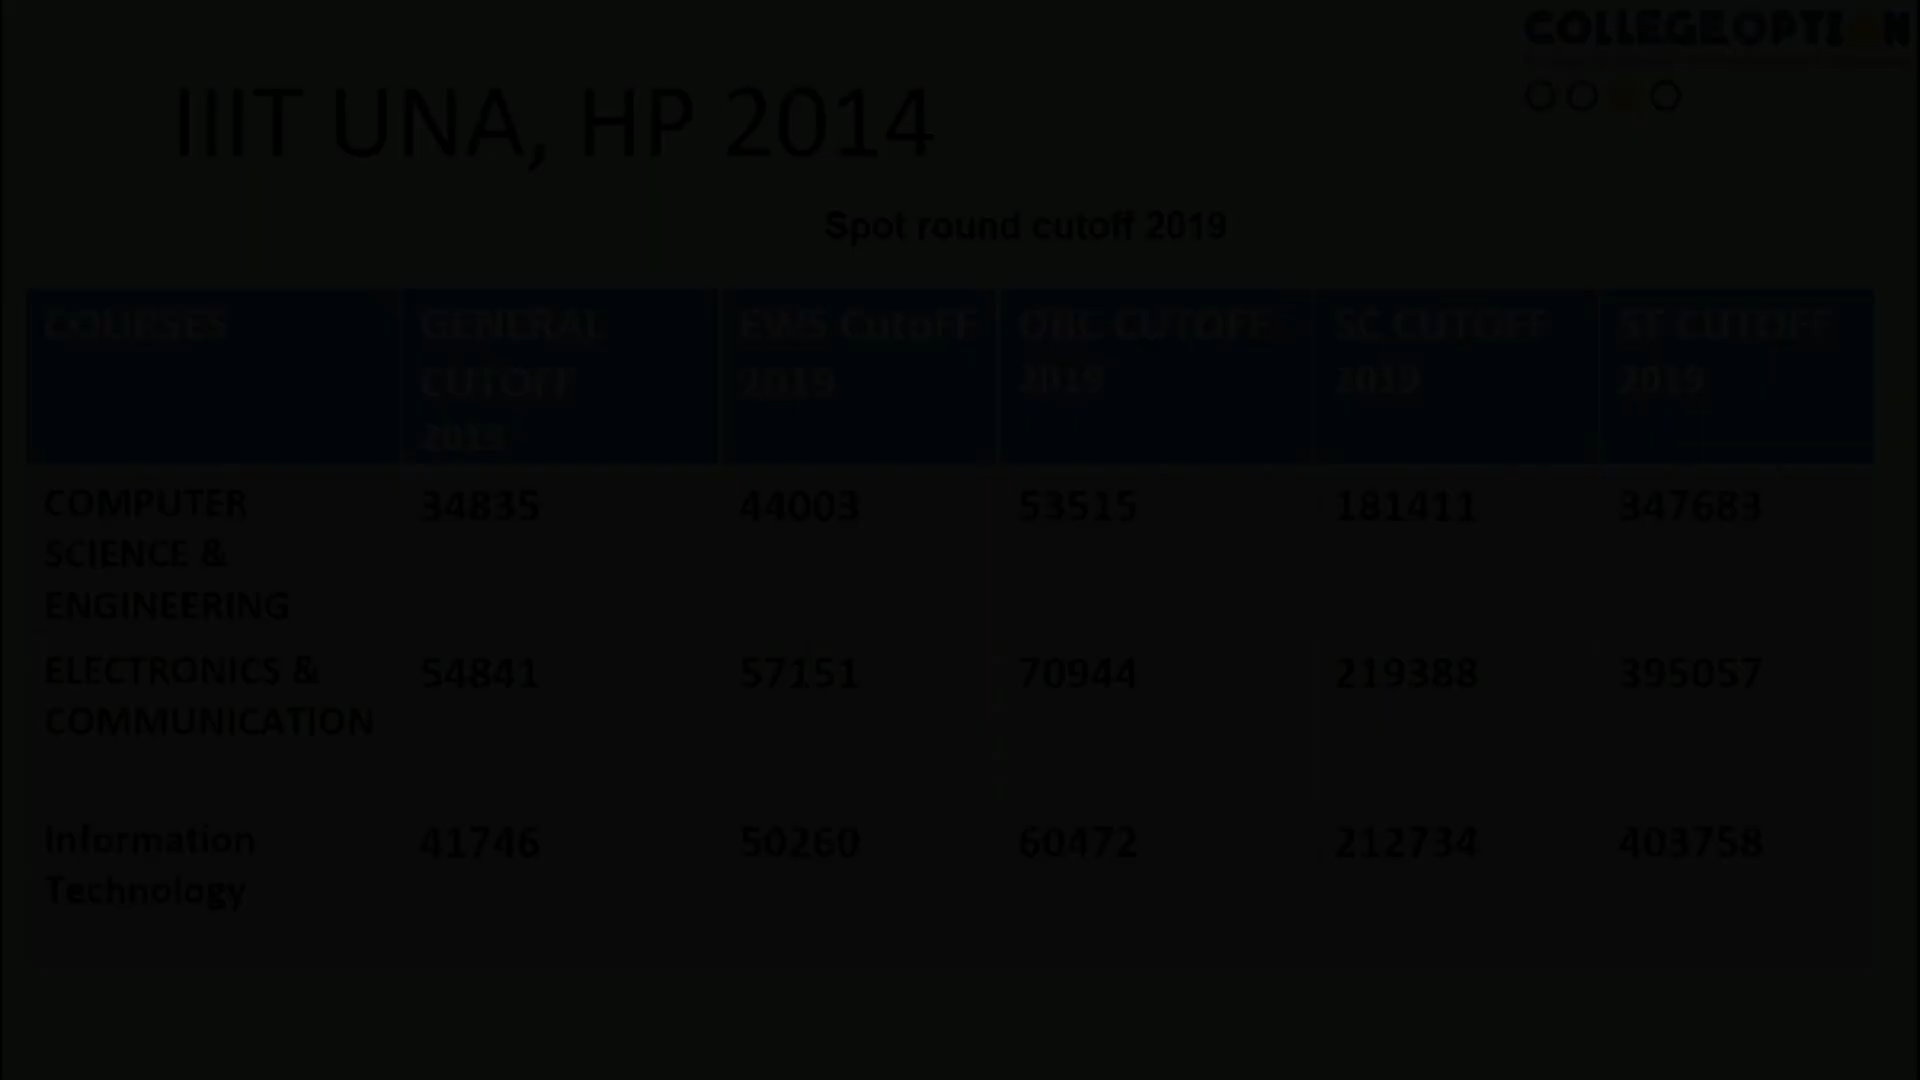 COLLEGEOPTION
IIIT UNA, HP 2014
Spot round cutoff 2019
COURSES
GENERAL
CUTOFF
2019
EWS CutoFF
2019
OBC CUTOFF
2019
SC CUTOFF
2019
ST CUTOFF
2019
COMPUTER
SCIENCE &
ENGINEERING
34835
44003
53515
181411
347683
ELECTRONICS &
COMMUNICATION
54841
57151
70944
219388
395057
Information
Technology
41746
50260
60472
212734
403758